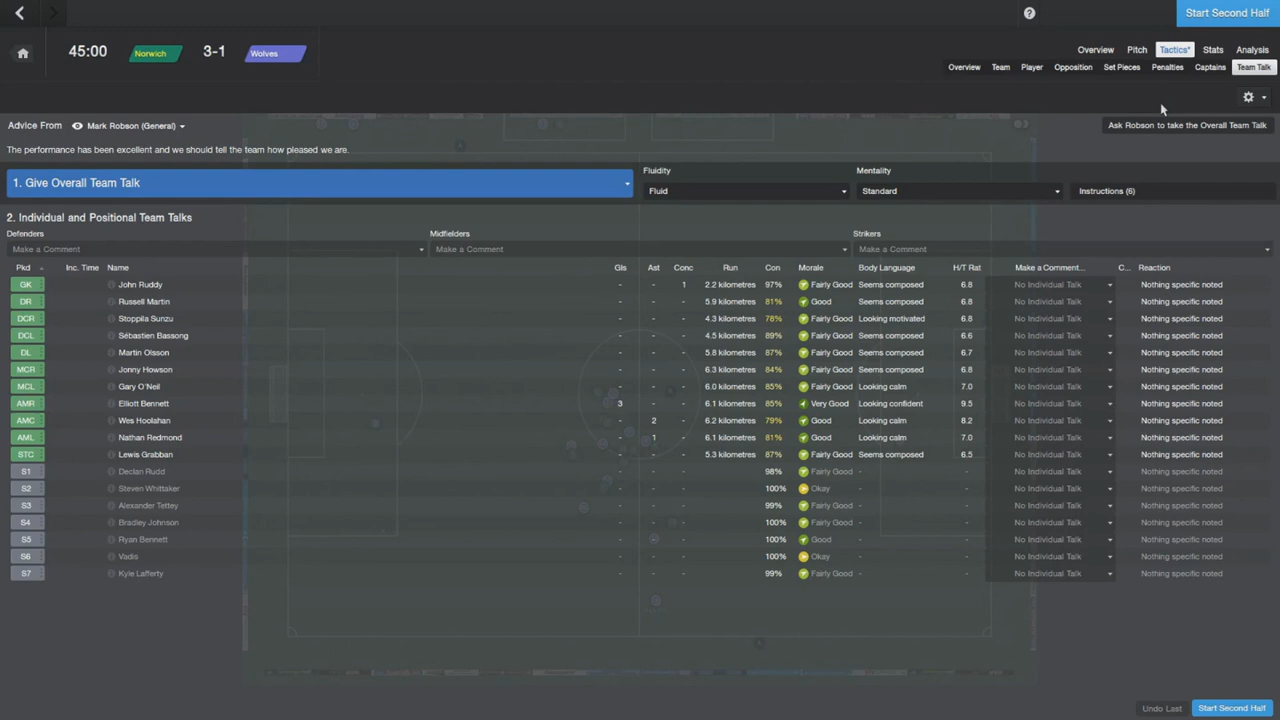 Start Second Half
45:00 Norwich 3-1 Wolves
Overview Pitch Tactics* Stats Analysis
Overview Team Player Opposition Set Pieces Penalties Captains Team Talk
Advice From Mark Robson (General)
Ask Robson to take the Overall Team Talk
The performance has been excellent and we should tell the team how pleased we are.
1. Give Overall Team Talk
Fluidity
Fluid
Mentality
Standard
Instructions (6)
2. Individual and Positional Team Talks
Defenders Midfielders Strikers
Make a Comment Make a Comment Make a Comment
Pkd Inc. Time Name Gls Ast Conc Run Con Morale Body Language H/T Rat Make a Comment... C... Reaction
GK John Ruddy - - 1 2.2 kilometres 97% Fairly Good Seems composed 6.8 No Individual Talk Nothing specific noted
DR Russell Martin - - - 5.9 kilometres 81% Good Seems composed 6.8 No Individual Talk Nothing specific noted
DCR Stoppila Sunzu - - - 4.3 kilometres 78% Fairly Good Looking motivated 6.8 No Individual Talk Nothing specific noted
DCL Sébastien Bassong - - - 4.5 kilometres 89% Fairly Good Seems composed 6.6 No Individual Talk Nothing specific noted
DL Martin Olsson - - - 5.8 kilometres 87% Fairly Good Seems composed 6.7 No Individual Talk Nothing specific noted
MCR Jonny Howson - - - 6.3 kilometres 84% Fairly Good Seems composed 6.8 No Individual Talk Nothing specific noted
MCL Gary O'Neil - - - 6.0 kilometres 85% Fairly Good Looking calm 7.0 No Individual Talk Nothing specific noted
AMR Elliott Bennett 3 - - 6.1 kilometres 85% Very Good Looking confident 9.5 No Individual Talk Nothing specific noted
AMC Wes Hoolahan - 2 - 6.2 kilometres 79% Good Looking calm 8.2 No Individual Talk Nothing specific noted
AML Nathan Redmond - 1 - 6.1 kilometres 81% Good Looking calm 7.0 No Individual Talk Nothing specific noted
STC Lewis Grabban - - - 5.3 kilometres 87% Fairly Good Seems composed 6.5 No Individual Talk Nothing specific noted
S1 Declan Rudd - - - 98% Fairly Good - - No Individual Talk Nothing specific noted
S2 Steven Whittaker - - - 100% Okay - - No Individual Talk Nothing specific noted
S3 Alexander Tettey - - - 99% Fairly Good - - No Individual Talk Nothing specific noted
S4 Bradley Johnson - - - 100% Fairly Good - - No Individual Talk Nothing specific noted
S5 Ryan Bennett - - - 100% Good - - No Individual Talk Nothing specific noted
S6 Vadis - - - 100% Okay - - No Individual Talk Nothing specific noted
S7 Kyle Lafferty - - - 99% Fairly Good - - No Individual Talk Nothing specific noted
Undo Last Start Second Half